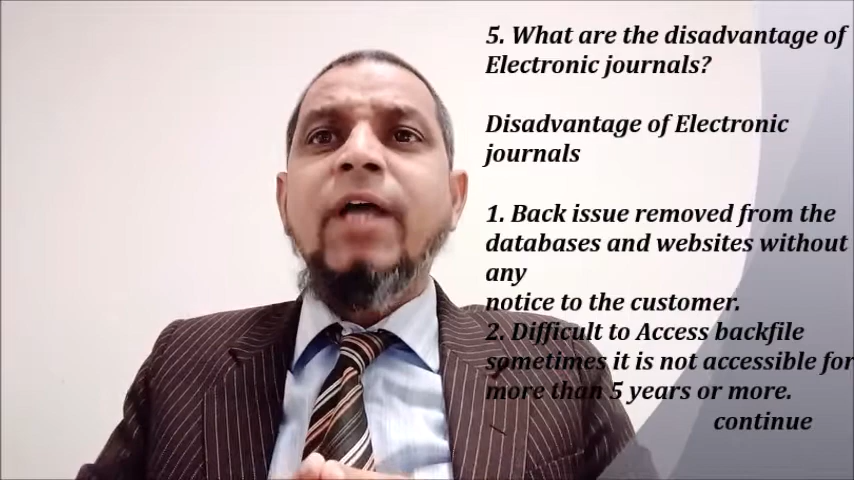 5. What are the disadvantage of
Electronic journals?
Disadvantage of Electronic
journals
1. Back issue removed from the
databases and websites without
any
notice to the customer.
2. Difficult to Access backfile
sometimes it is not accessible for
more than 5 years or more.
continue